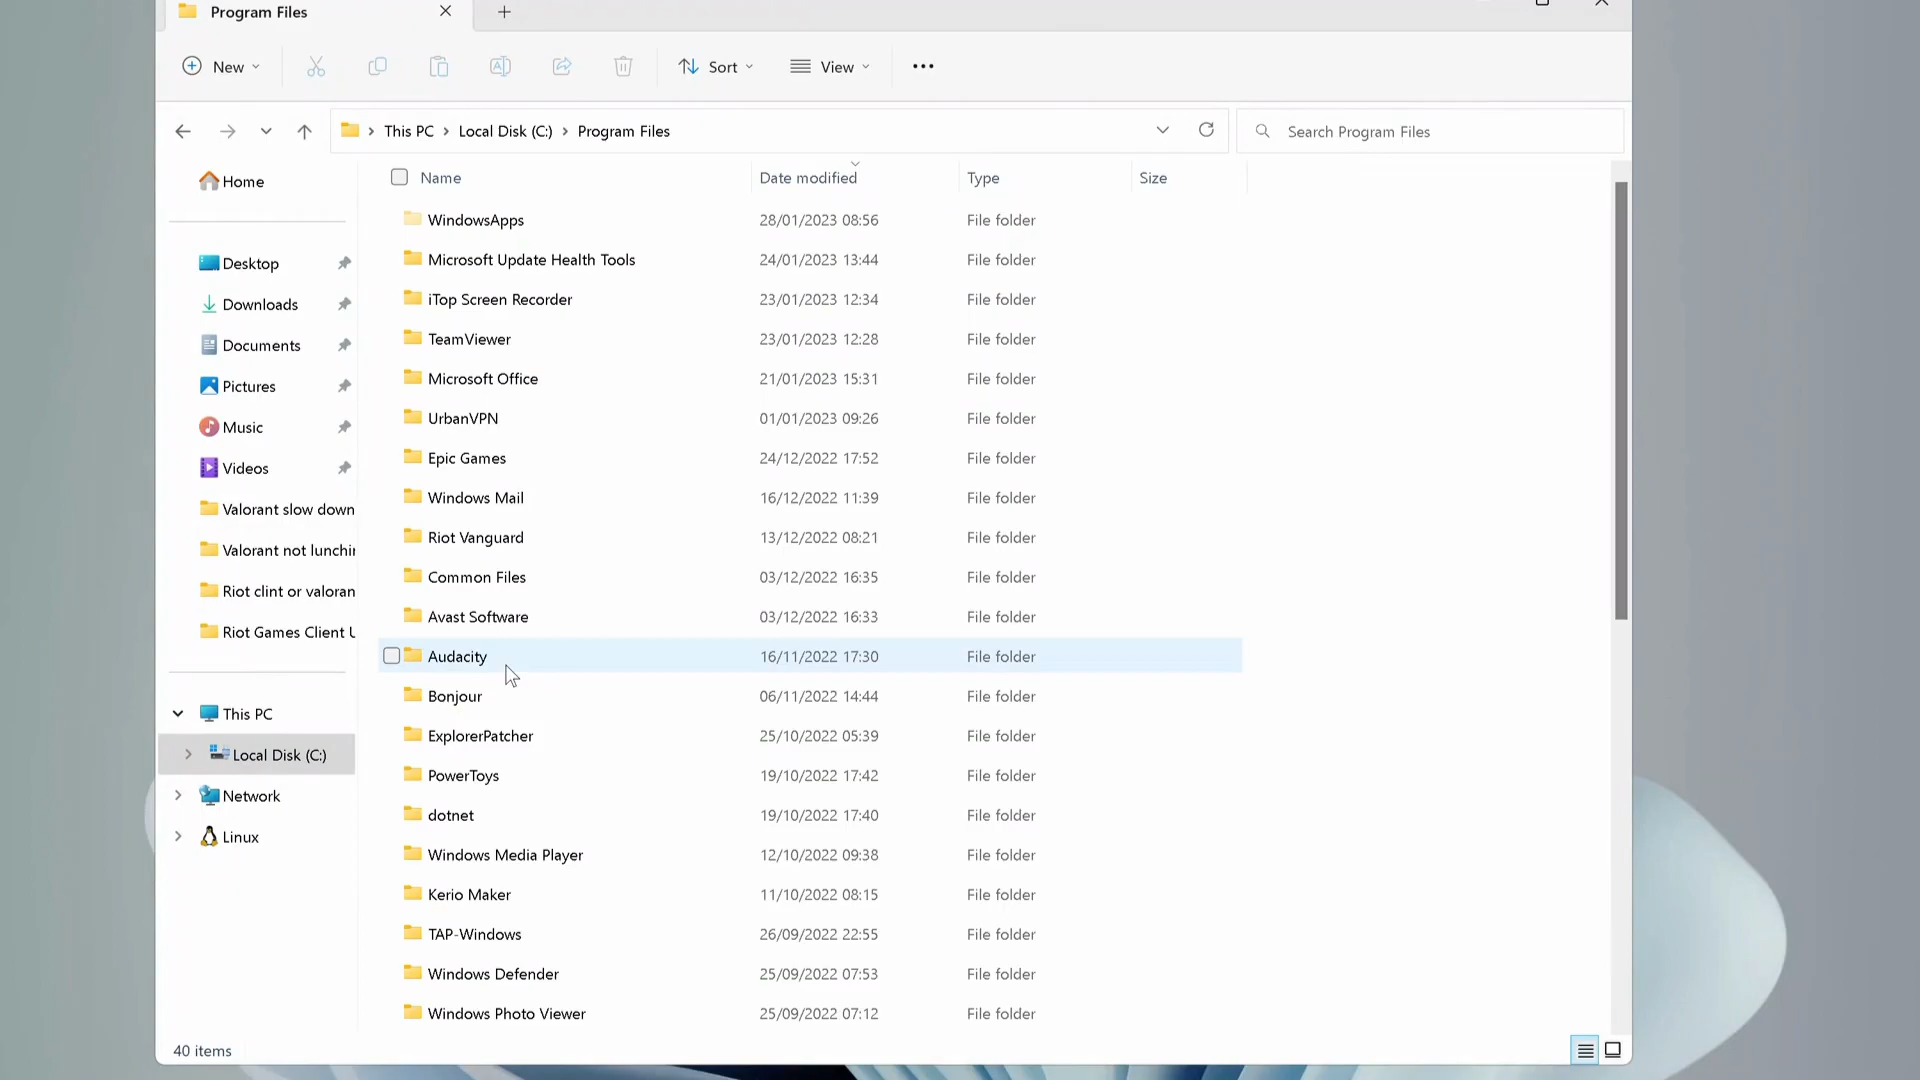 Program Files
New
Sort
View
This PC
Local Disk (C:)
Program Files
Search Program Files
Home
Desktop
Downloads
Documents
Pictures
Music
Videos
Valorant slow down
Valorant not lunchin
Riot clint or valoran
Riot Games Client U
This PC
Local Disk (C:)
Network
Linux
Name Date modified Type Size
WindowsApps 28/01/2023 08:56 File folder
Microsoft Update Health Tools 24/01/2023 13:44 File folder
iTop Screen Recorder 23/01/2023 12:34 File folder
TeamViewer 23/01/2023 12:28 File folder
Microsoft Office 21/01/2023 15:31 File folder
UrbanVPN 01/01/2023 09:26 File folder
Epic Games 24/12/2022 17:52 File folder
Windows Mail 16/12/2022 11:39 File folder
Riot Vanguard 13/12/2022 08:21 File folder
Common Files 03/12/2022 16:35 File folder
Avast Software 03/12/2022 16:33 File folder
Audacity 16/11/2022 17:30 File folder
Bonjour 06/11/2022 14:44 File folder
ExplorerPatcher 25/10/2022 05:39 File folder
PowerToys 19/10/2022 17:42 File folder
dotnet 19/10/2022 17:40 File folder
Windows Media Player 12/10/2022 09:38 File folder
Kerio Maker 11/10/2022 08:15 File folder
TAP-Windows 26/09/2022 22:55 File folder
Windows Defender 25/09/2022 07:53 File folder
Windows Photo Viewer 25/09/2022 07:12 File folder
40 items